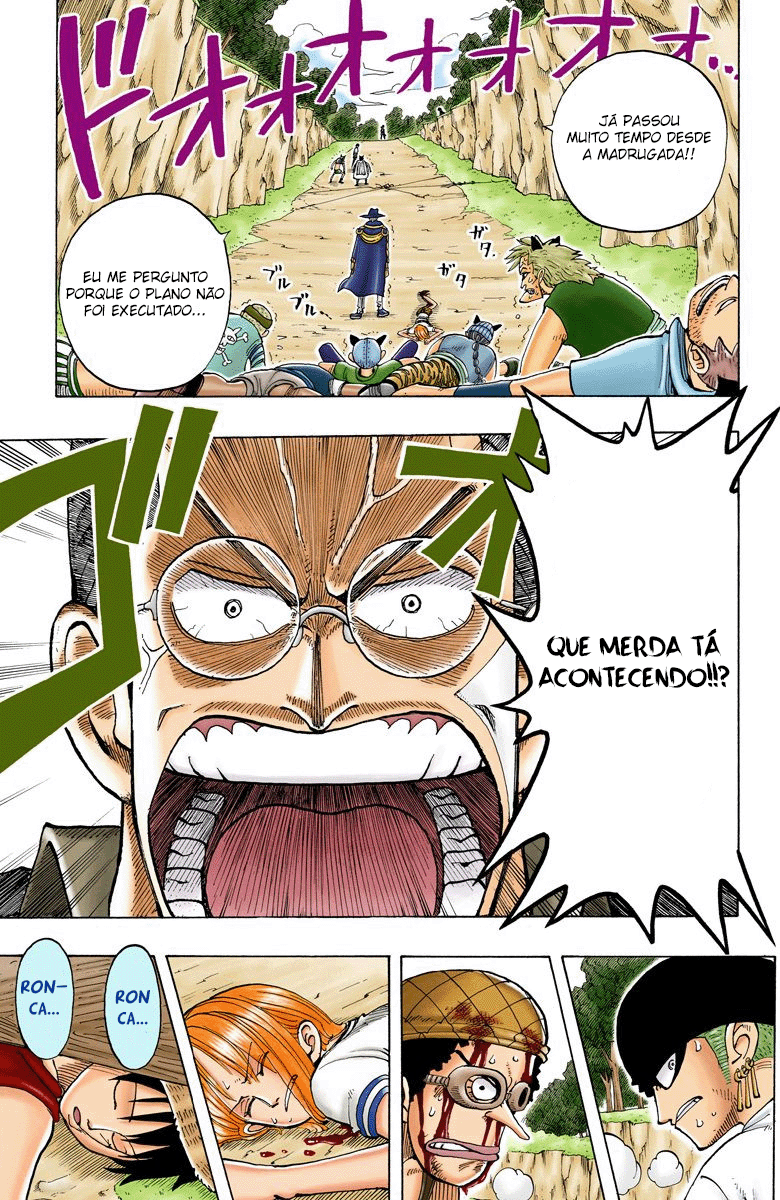 ドオオオオオオ...
JÁ PASSOU
MUITO TEMPO DESDE
A MADRUGADA!!
EU ME PERGUNTO
PORQUE O PLANO NÃO
FOI EXECUTADO...
ガタ
ガタ
ブル
ブル
ゴオ
QUE MERDA TÁ
ACONTECENDO!!?
RON-
CA...
RON
CA...